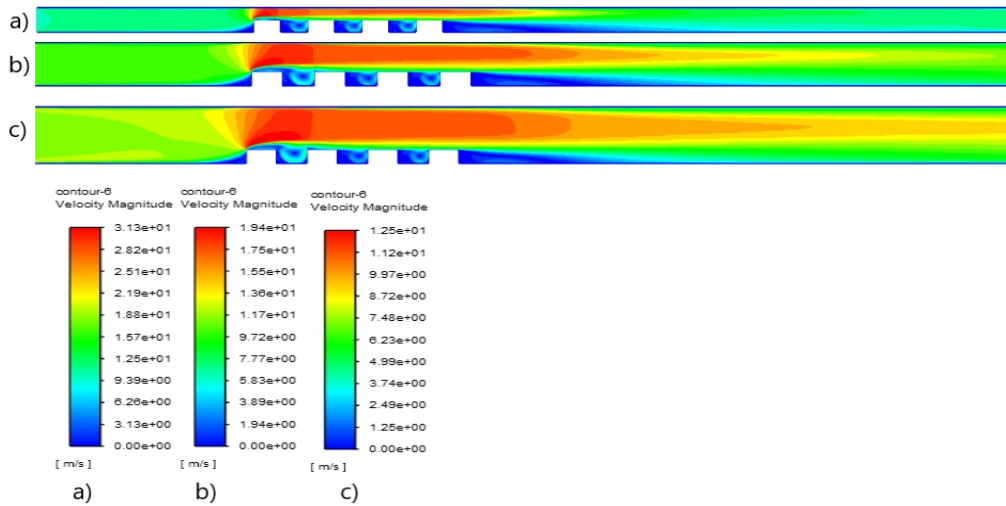 a)
b)
c)
contour-6
Velocity Magnitude
3.13e+01
2.82e+01
2.51e+01
2.19e+01
1.88e+01
1.57e+01
1.25e+01
9.39e+00
6.26e+00
3.13e+00
0.00e+00
[ m/s ]
a)
contour-6
Velocity Magnitude
1.94e+01
1.75e+01
1.55e+01
1.36e+01
1.17e+01
9.72e+00
7.77e+00
5.83e+00
3.89e+00
1.94e+00
0.00e+00
[ m/s ]
b)
contour-6
Velocity Magnitude
1.25e+01
1.12e+01
9.97e+00
8.72e+00
7.48e+00
6.23e+00
4.99e+00
3.74e+00
2.49e+00
1.25e+00
0.00e+00
[ m/s ]
c)